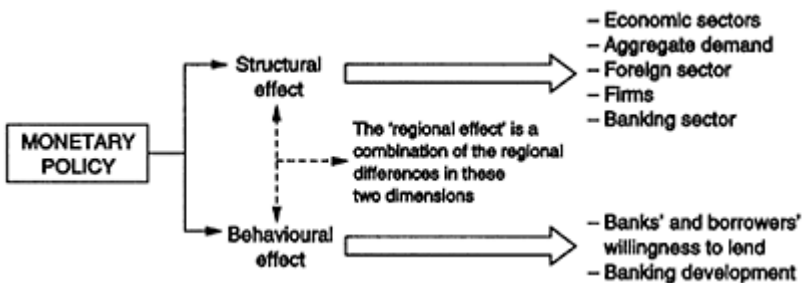 MONETARY
POLICY
Structural
effect
– Economic sectors
– Aggregate demand
– Foreign sector
– Firms
– Banking sector
The 'regional effect' is a
combination of the regional
differences in these
two dimensions
Behavioural
effect
– Banks' and borrowers'
willingness to lend
– Banking development